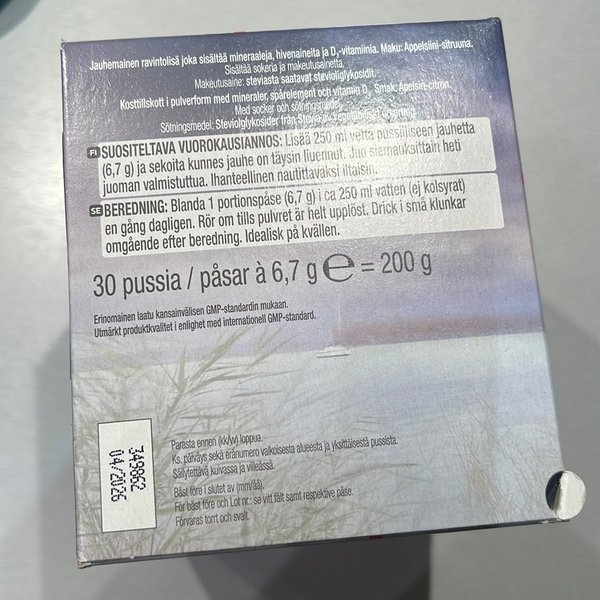 Jauhemainen ravintolisä joka sisältää mineraaleja, hivenaineita ja D₃-vitamiinia. Maku: Appelsiini-sitruuna.
Sisältää sokeria ja makeutusainetta.
Makeutusaine: steviasta saatavat stevioliglykosidit.
Kosttillskott i pulverform med mineraler, spårelement och vitamin D₃. Smak: Apelsin-citron.
Med socker och sötningsmedel.
Sötningsmedel: Steviolglykosider från Stevia
FI SUOSITELTAVA VUOROKAUSIANNOS: Lisää 250 ml vettä pussilliseen jauhetta
(6,7 g) ja sekoita kunnes jauhe on täysin liuennut. Juo siemauksittain heti
juoman valmistuttua. Ihanteellinen nautittavaksi iltaisin.
SE BEREDNING: Blanda 1 portionspåse (6,7 g) i ca 250 ml vatten (ej kolsyrat)
en gång dagligen. Rör om tills pulvret är helt upplöst. Drick i små klunkar
omgående efter beredning. Idealisk på kvällen.
30 pussia / påsar à 6,7 g ℮ = 200 g
Erinomainen laatu kansainvälisen GMP-standardin mukaan.
Utmärkt produktkvalitet i enlighet med internationell GMP-standard.
349862
04/2026
Parasta ennen (kk/vv) loppua.
Ks. päiväys sekä eränumero valkoisesta alueesta ja yksittäisestä pussista.
Säilytettävä kuivassa ja viileässä.
Bäst före i slutet av (mm/åå).
För bäst före och Lot nr.: se vitt fält samt respektive påse.
Förvaras torrt och svalt.